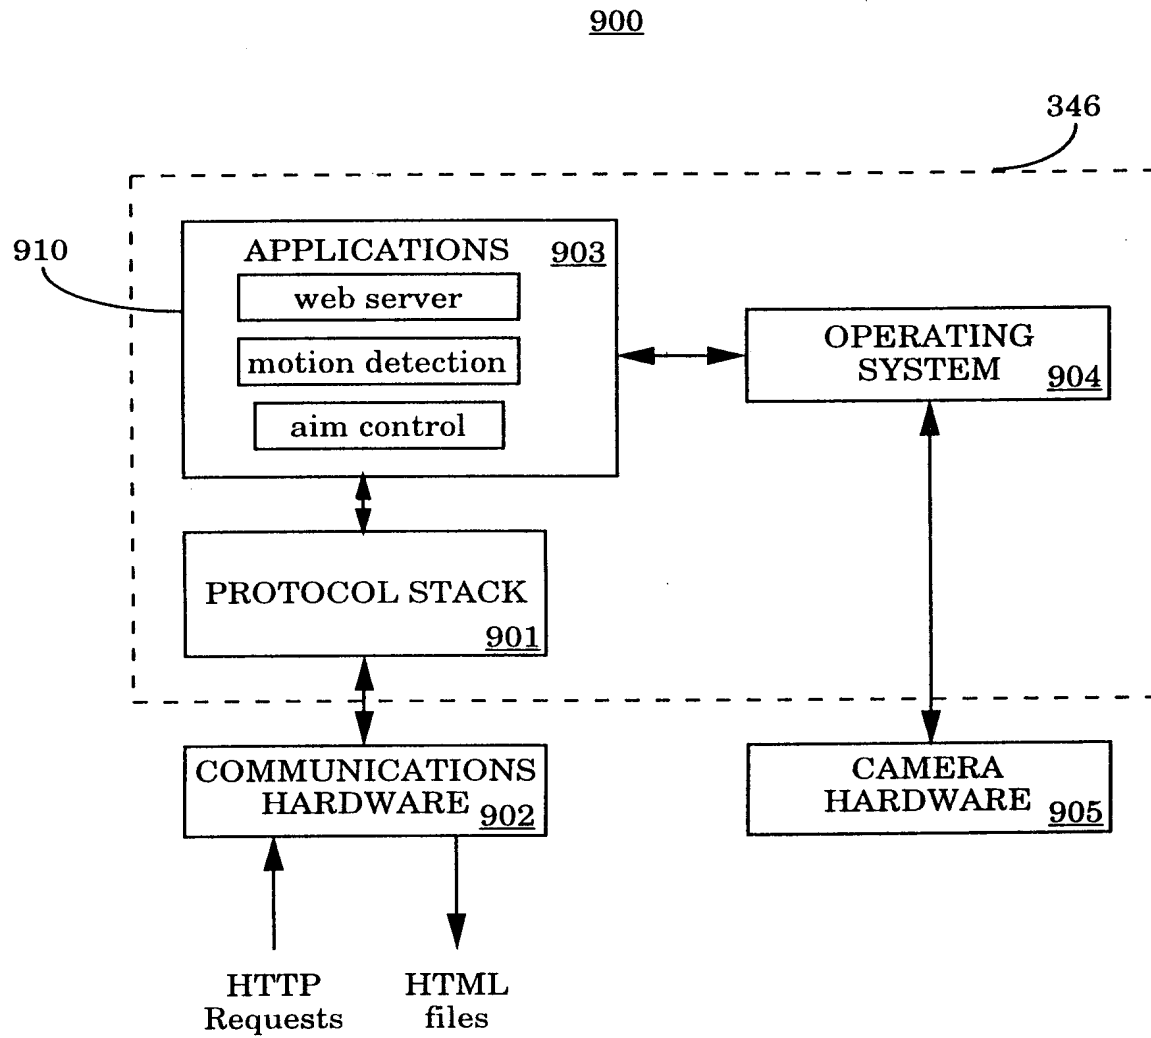 900
346
910
APPLICATIONS
903
web server
motion detection
aim control
OPERATING
SYSTEM
904
PROTOCOL STACK
901
COMMUNICATIONS
HARDWARE
902
CAMERA
HARDWARE
905
HTTP
Requests
HTML
files